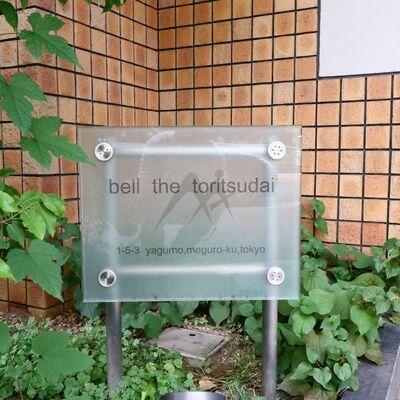 bell the toritsudai
1-5-3 yagumo,meguro-ku,tokyo